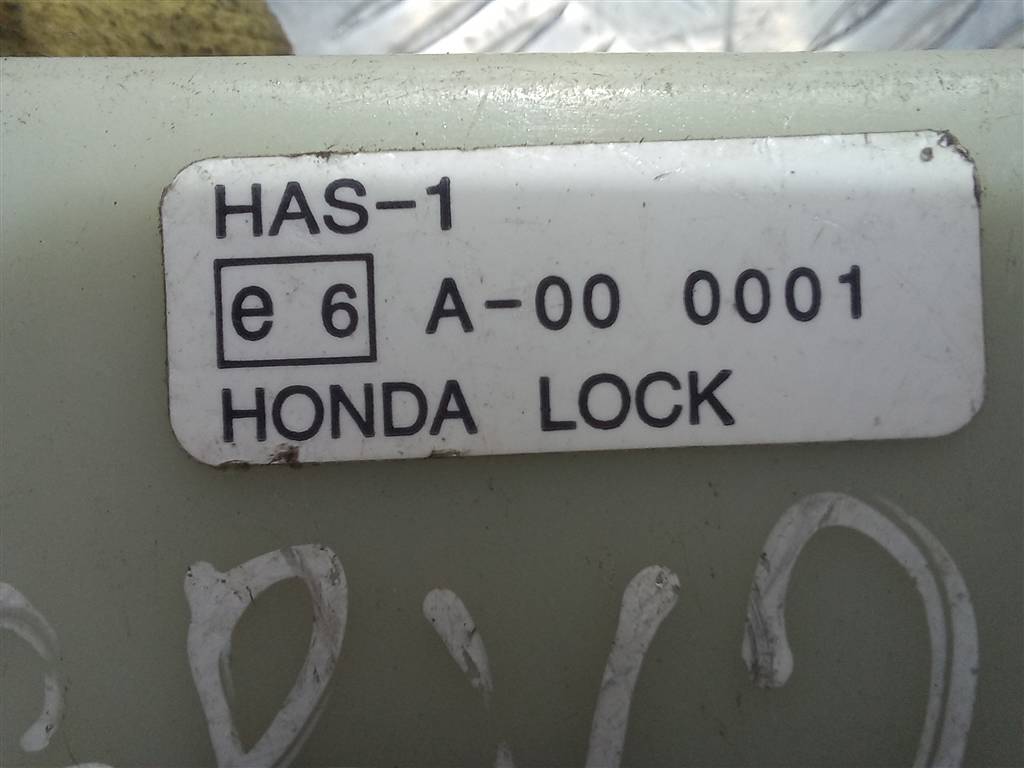 HAS-1
e 6 A-00 0001
HONDA LOCK